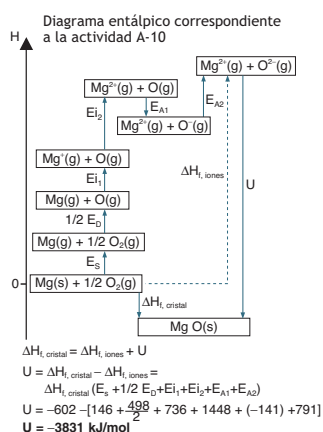 Diagrama entálpico correspondiente
a la actividad A-10
H
Mg²⁺(g) + O²⁻(g)
Mg²⁺(g) + O(g)
E_A1
E_A2
Ei₂
Mg²⁺(g) + O⁻(g)
Mg⁺(g) + O(g)
Ei₁
ΔH_f, iones
U
Mg(g) + O(g)
1/2 E_D
Mg(g) + 1/2 O₂(g)
E_S
0
Mg(s) + 1/2 O₂(g)
ΔH_f, cristal
Mg O(s)
ΔH_f, cristal = ΔH_f, iones + U
U = ΔH_f, cristal − ΔH_f, iones =
ΔH_f, cristal (E_s +1/2 E_D+Ei₁+Ei₂+E_A1+E_A2)
U = −602 −[146 + 498/2 + 736 + 1448 + (−141) +791]
U = −3831 kJ/mol